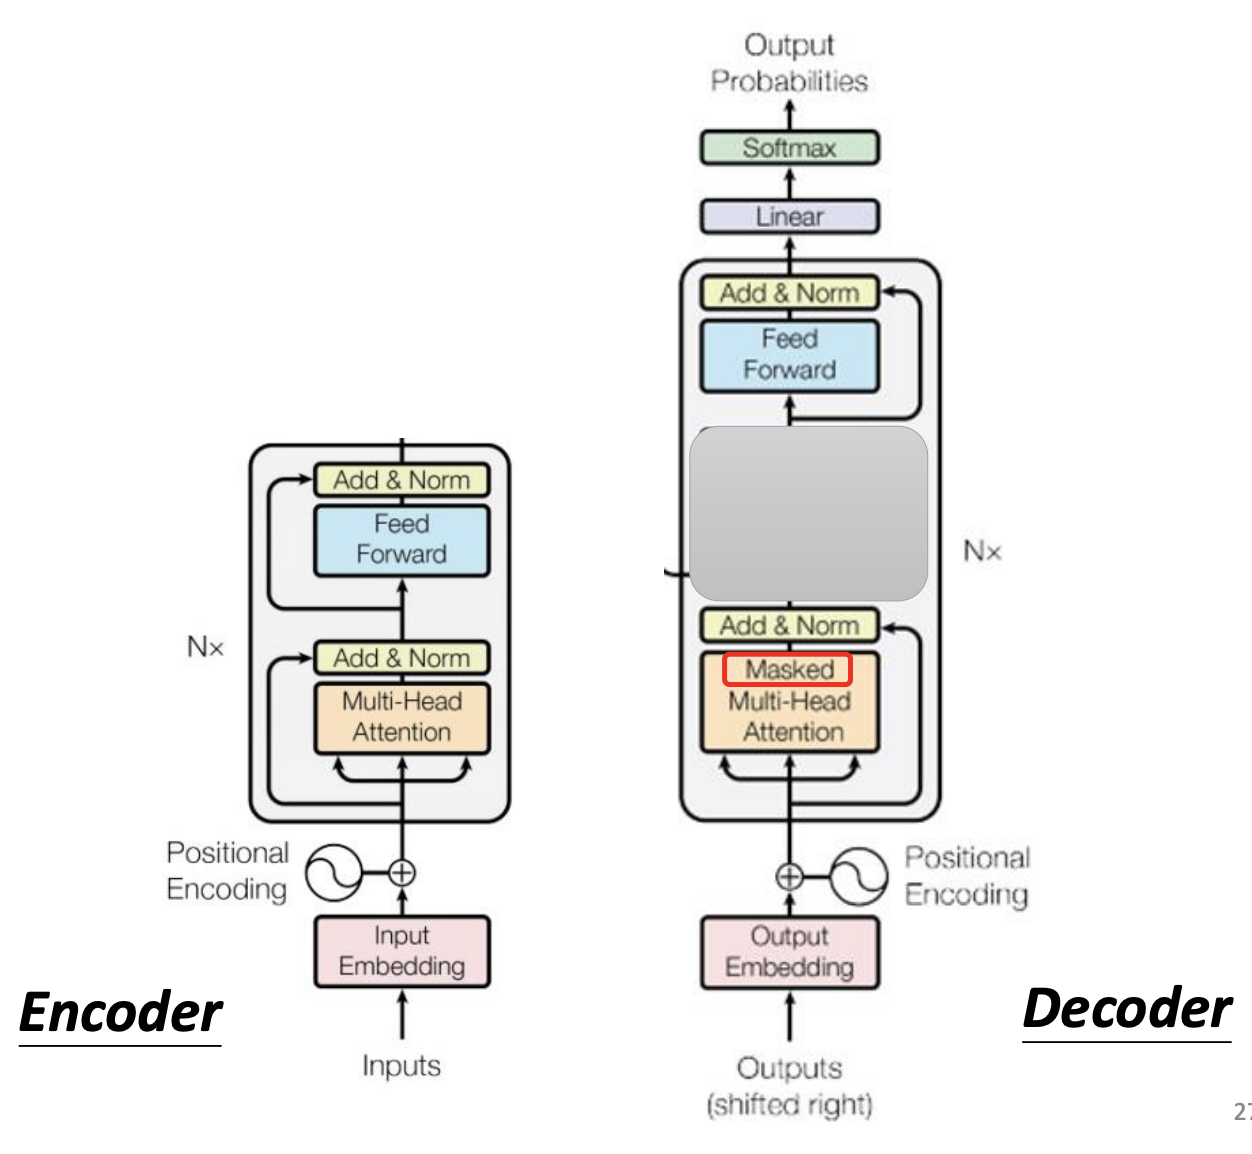 Output
Probabilities
Softmax
Linear
Add & Norm
Feed
Forward
Nx
Add & Norm
Masked
Multi-Head
Attention
Positional
Encoding
Output
Embedding
Outputs
(shifted right)
Decoder
Add & Norm
Feed
Forward
Nx
Add & Norm
Multi-Head
Attention
Positional
Encoding
Input
Embedding
Inputs
Encoder
27